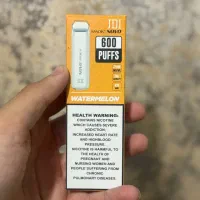 600
PUFFS
WATERMELON
HEALTH WARNING:
CONTAINS NICOTINE
WHICH CAUSES SEVERE
ADDICTION
INCREASED HEART RATE
AND HIGHBLOOD
PRESSURE.
NICOTINE IS HARMFUL TO
THE HEALTH OF
PREGNANT AND
NURSING WOMEN AND
PEOPLE SUFFERING FROM
CHRONIC
PULMONARY DISEASES.